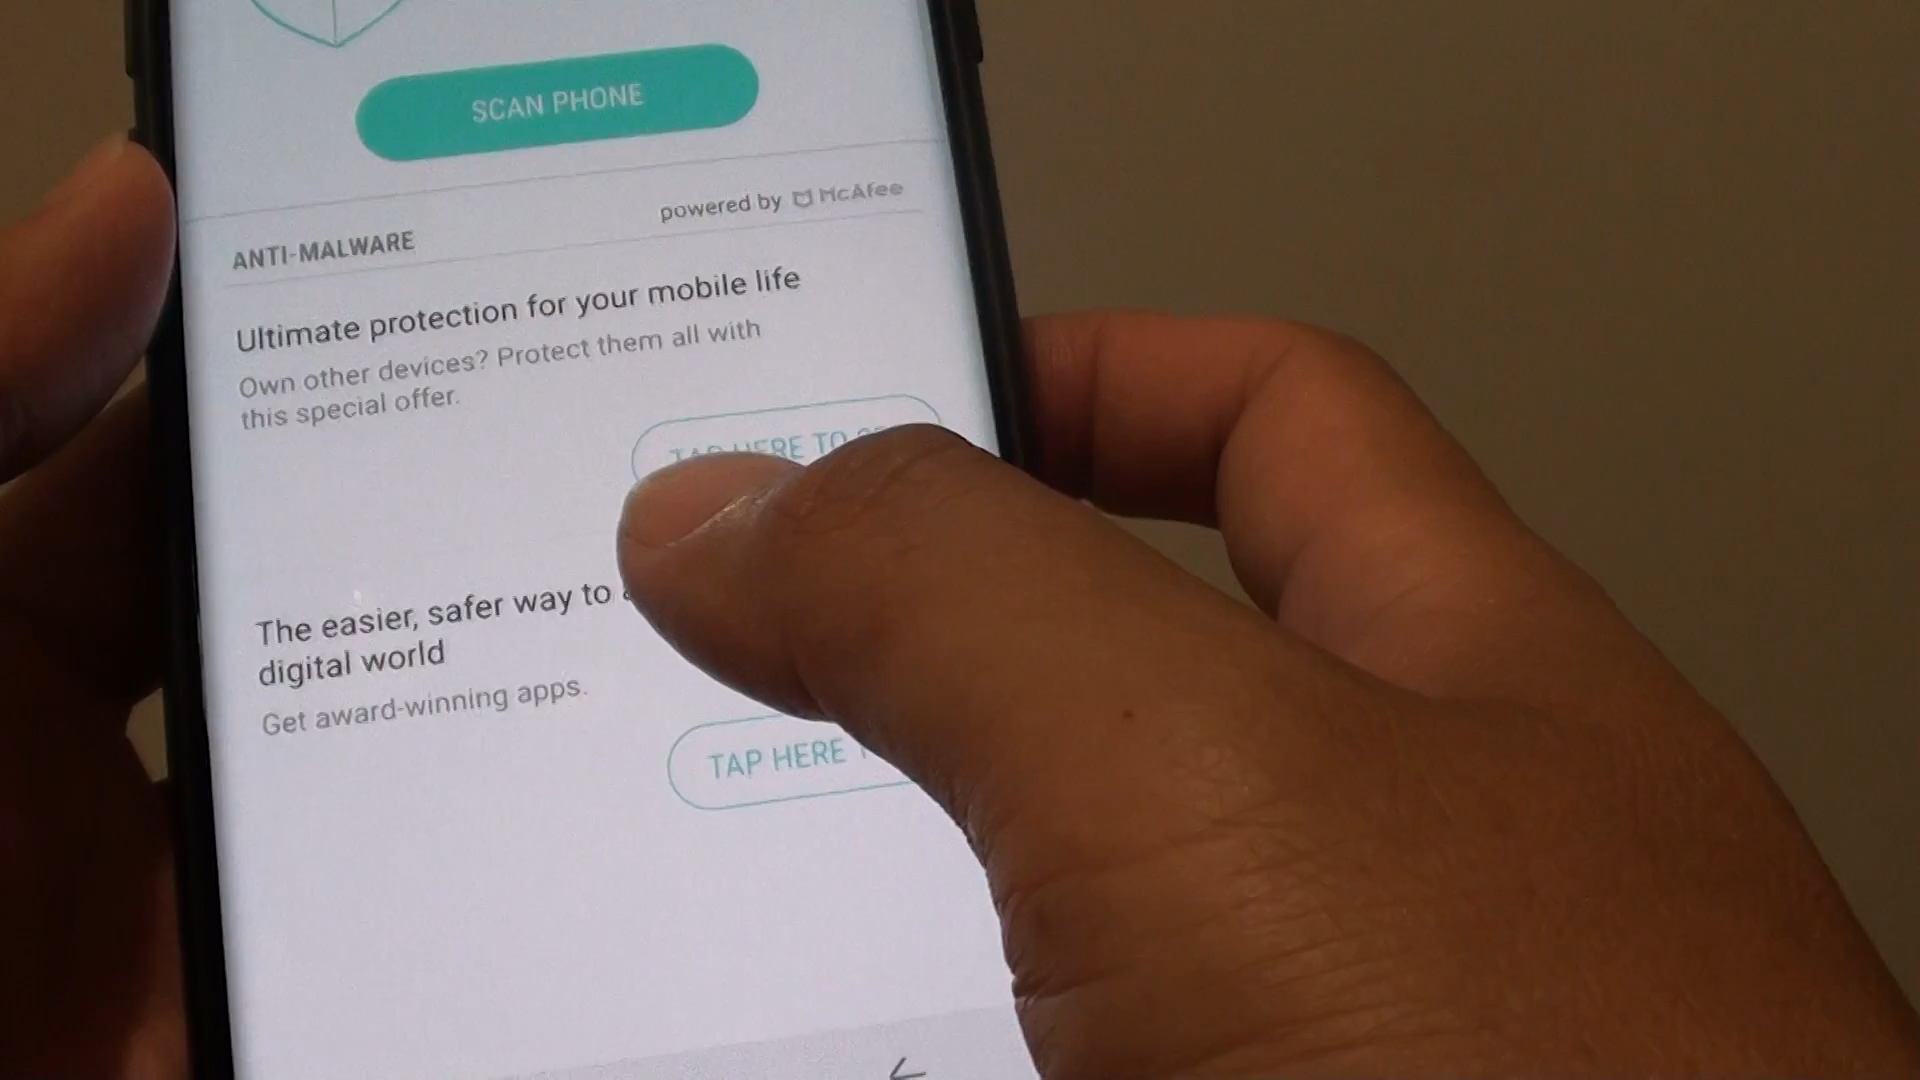 SCAN PHONE
powered by McAfee
ANTI-MALWARE
Ultimate protection for your mobile life
Own other devices? Protect them all with
this special offer.
TAP HERE TO
The easier, safer way to
digital world
Get award-winning apps.
TAP HERE